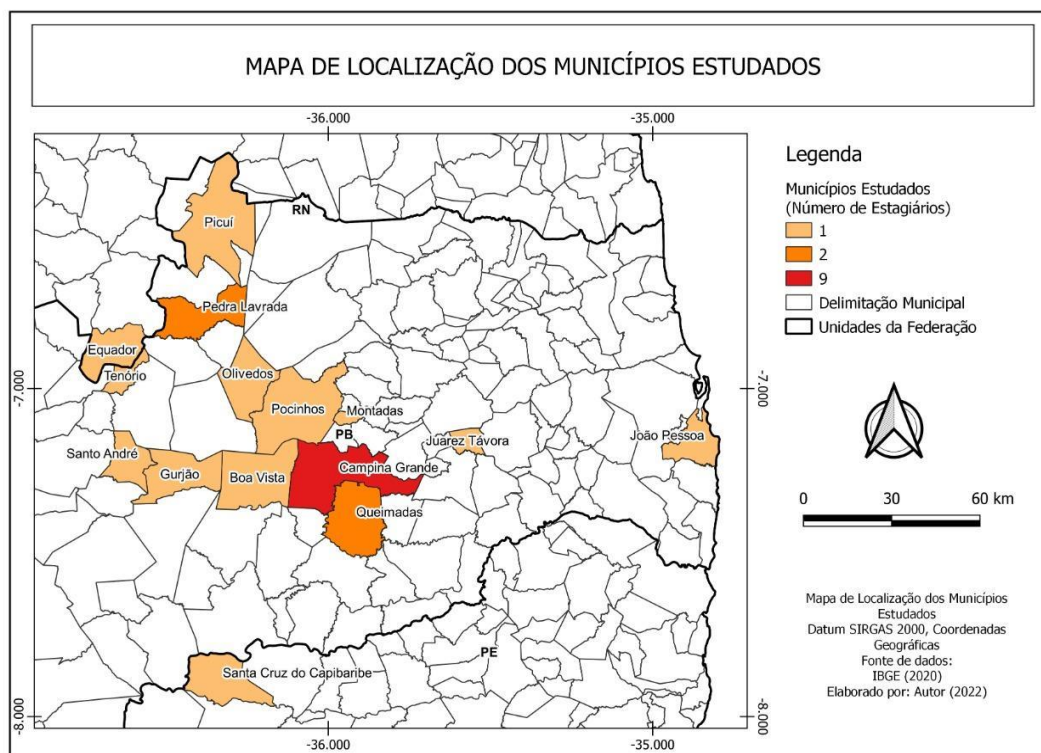 MAPA DE LOCALIZAÇÃO DOS MUNICÍPIOS ESTUDADOS
-36.000
-35.000
Legenda
Municípios Estudados
(Número de Estagiários)
1
2
9
Delimitação Municipal
Unidades da Federação
RN
Picuí
Pedra Lavrada
Equador
Tenório
Olivedos
-7.000
-7.000
Pocinhos
Montadas
PB
Juarez Távora
João Pessoa
Santo André
Gurjão
Boa Vista
Campina Grande
Queimadas
0
30
60 km
Mapa de Localização dos Municípios
Estudados
Datum SIRGAS 2000, Coordenadas
Geográficas
Fonte de dados:
IBGE (2020)
Elaborado por: Autor (2022)
PE
Santa Cruz do Capibaribe
-8.000
-8.000
-36.000
-35.000